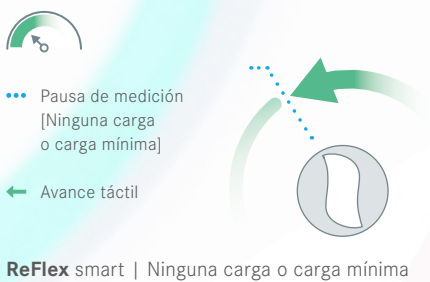 Pausa de medición
[Ninguna carga
o carga mínima]
Avance táctil
ReFlex smart | Ninguna carga o carga mínima